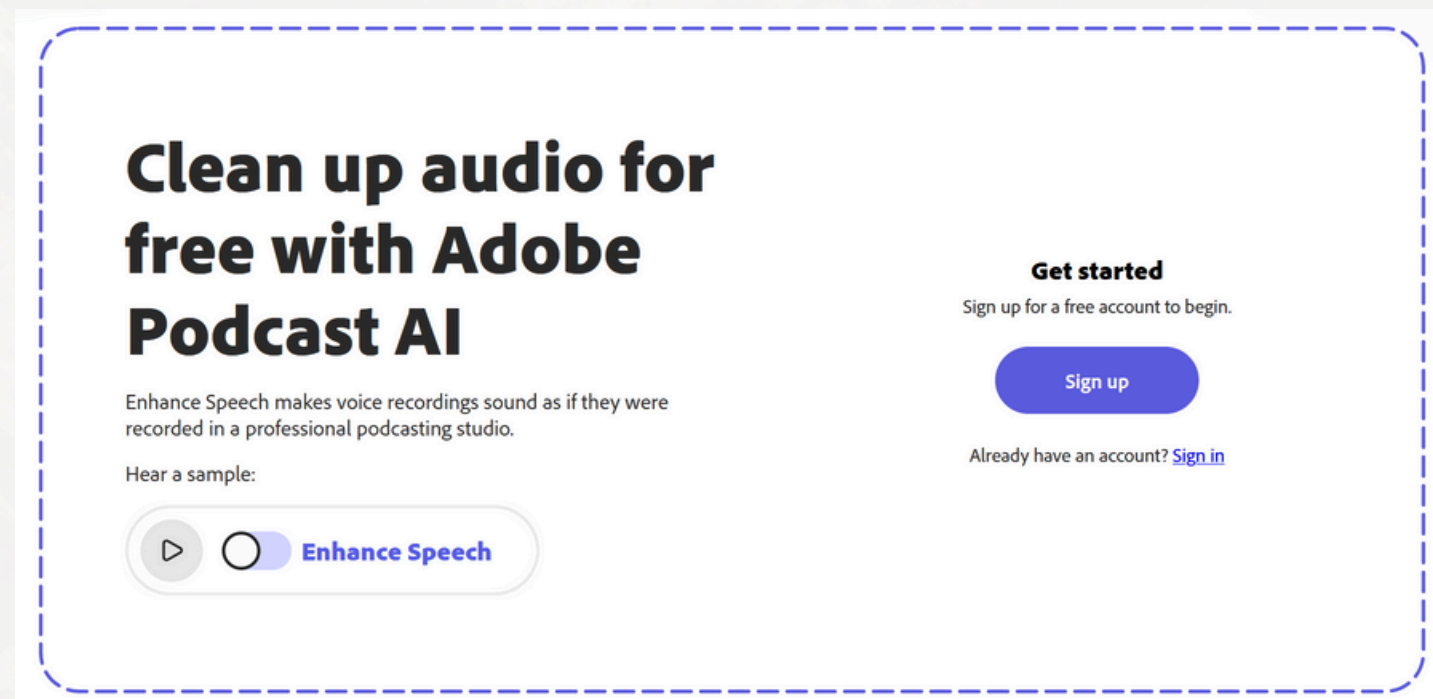 Clean up audio for
free with Adobe
Podcast AI
Enhance Speech makes voice recordings sound as if they were
recorded in a professional podcasting studio.
Hear a sample:
Enhance Speech
Get started
Sign up for a free account to begin.
Sign up
Already have an account? Sign in